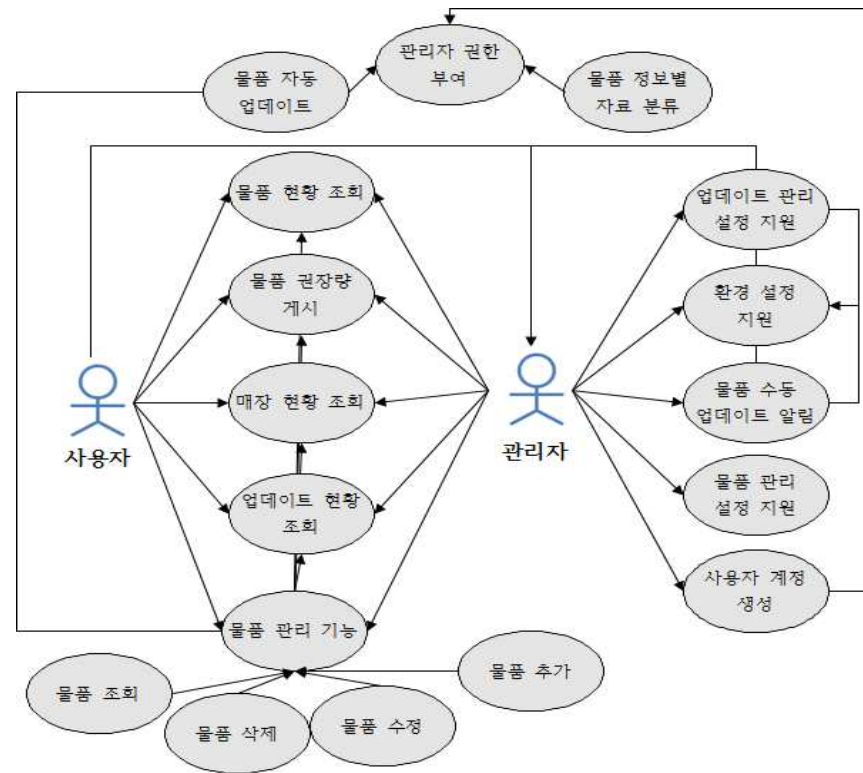 관리자 권한
부여
물품 자동
업데이트
물품 정보별
자료 분류
물품 현황 조회
업데이트 관리
설정 지원
물품 권장량
게시
환경 설정
지원
매장 현황 조회
물품 수동
업데이트 알림
사용자
관리자
업데이트 현황
조회
물품 관리
설정 지원
사용자 계정
생성
물품 관리 기능
물품 추가
물품 조회
물품 삭제
물품 수정